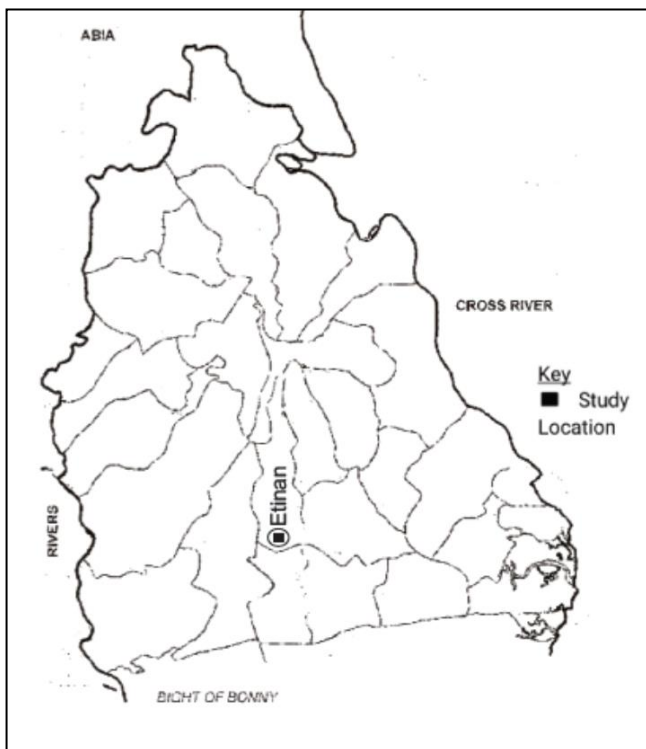 ABIA
CROSS RIVER
Key
■ Study
Location
Etinan
RIVERS
BIGHT OF BONNY